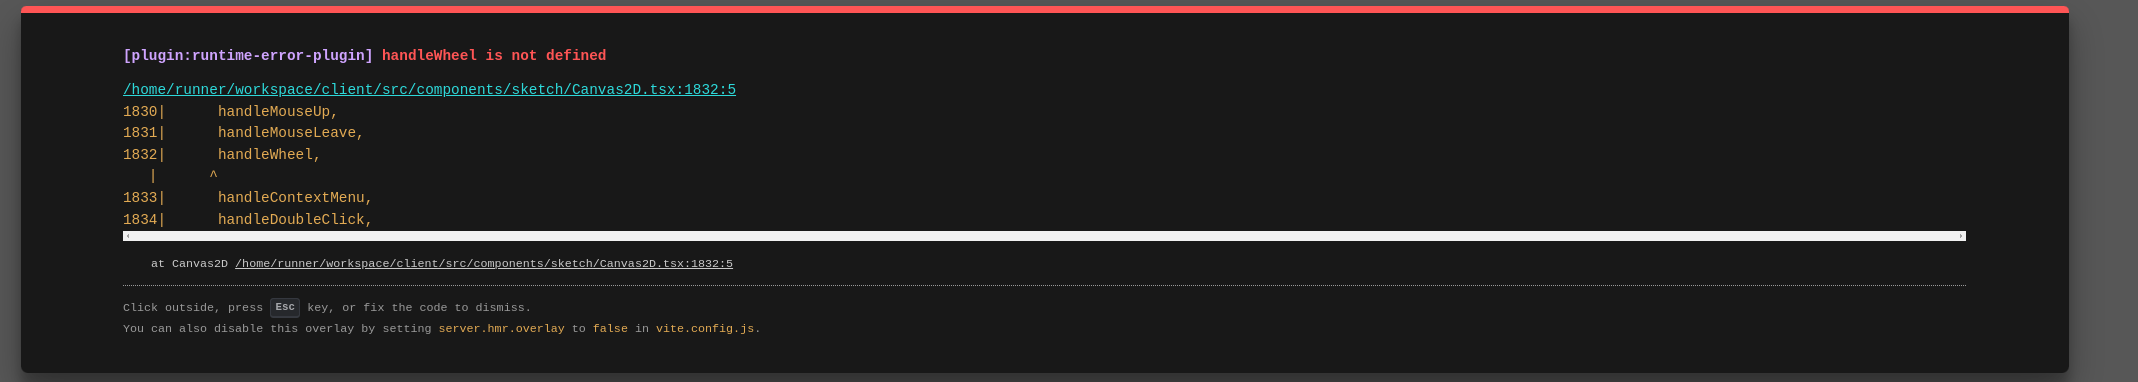 [plugin:runtime-error-plugin] handleWheel is not defined
/home/runner/workspace/client/src/components/sketch/Canvas2D.tsx:1832:5
1830|      handleMouseUp,
1831|      handleMouseLeave,
1832|      handleWheel,
   |      ^
1833|      handleContextMenu,
1834|      handleDoubleClick,
at Canvas2D /home/runner/workspace/client/src/components/sketch/Canvas2D.tsx:1832:5
Click outside, press Esc key, or fix the code to dismiss.
You can also disable this overlay by setting server.hmr.overlay to false in vite.config.js.